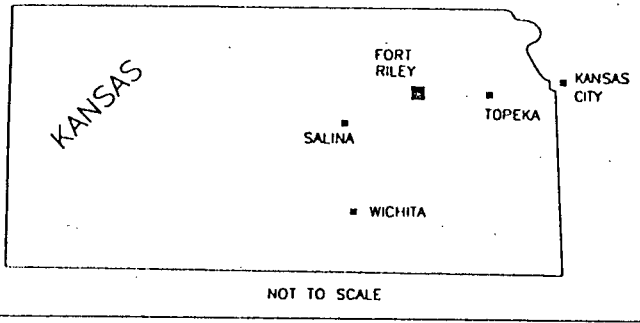 FORT
RILEY
KANSAS
KANSAS
CITY
TOPEKA
SALINA
WICHITA
NOT TO SCALE